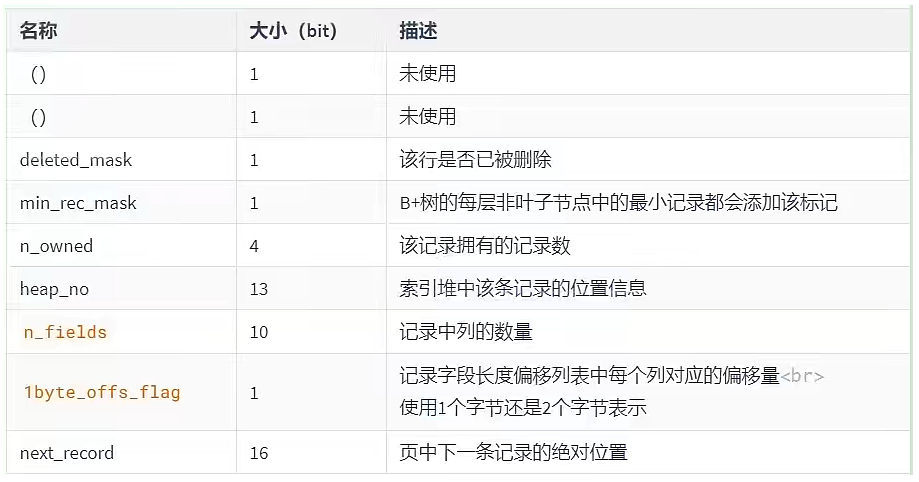 名称 大小（bit） 描述
() 1 未使用
() 1 未使用
deleted_mask 1 该行是否已被删除
min_rec_mask 1 B+树的每层非叶子节点中的最小记录都会添加该标记
n_owned 4 该记录拥有的记录数
heap_no 13 索引堆中该条记录的位置信息
n_fields 10 记录中列的数量
1byte_offs_flag 1 记录字段长度偏移列表中每个列对应的偏移量<br>
使用1个字节还是2个字节表示
next_record 16 页中下一条记录的绝对位置